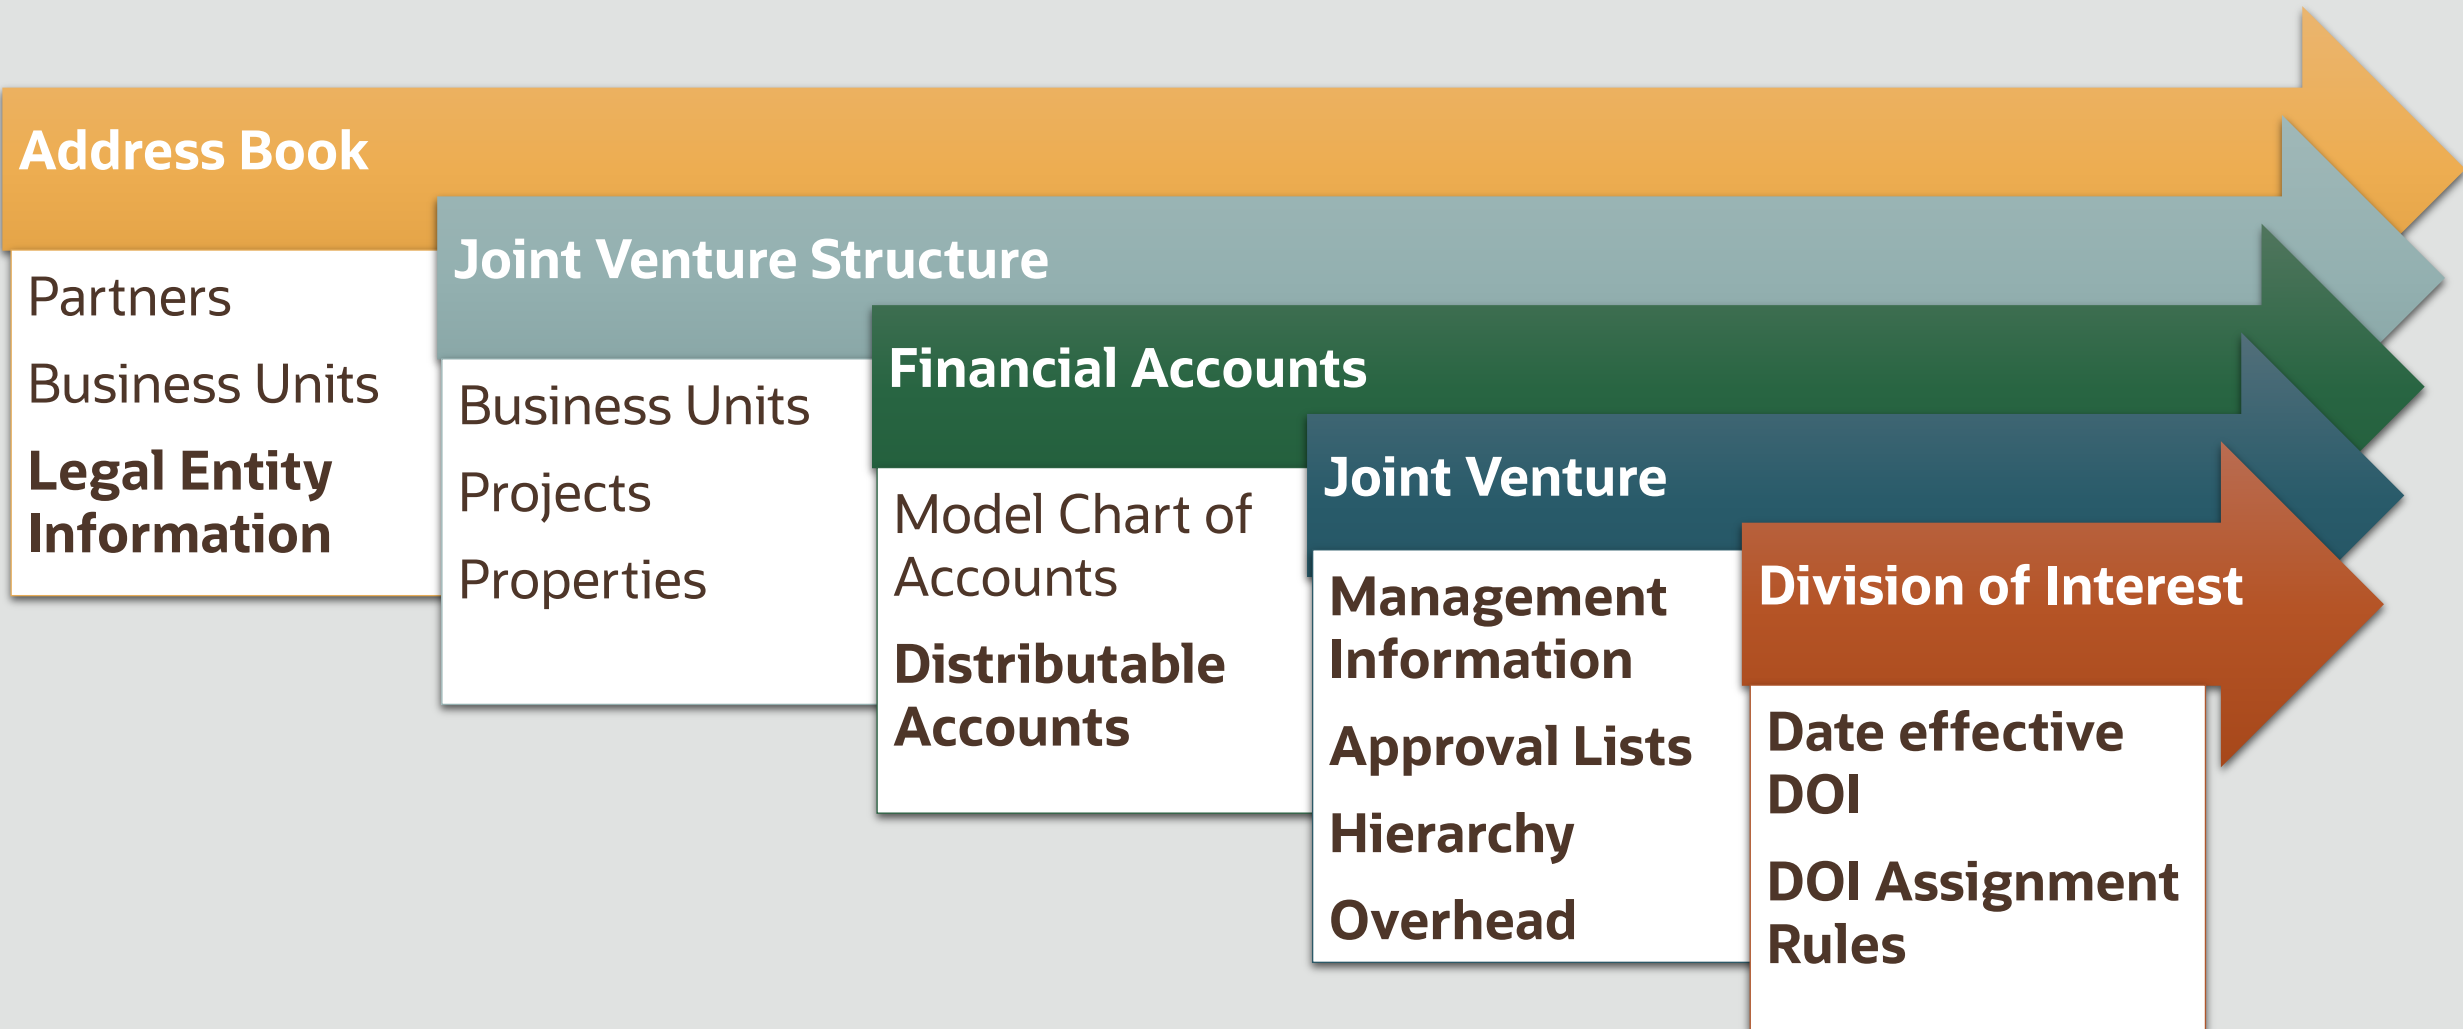 Address Book
Partners
Business Units
Legal Entity
Information
Joint Venture Structure
Business Units
Projects
Properties
Financial Accounts
Model Chart of
Accounts
Distributable
Accounts
Joint Venture
Management
Information
Approval Lists
Hierarchy
Overhead
Division of Interest
Date effective
DOI
DOI Assignment
Rules